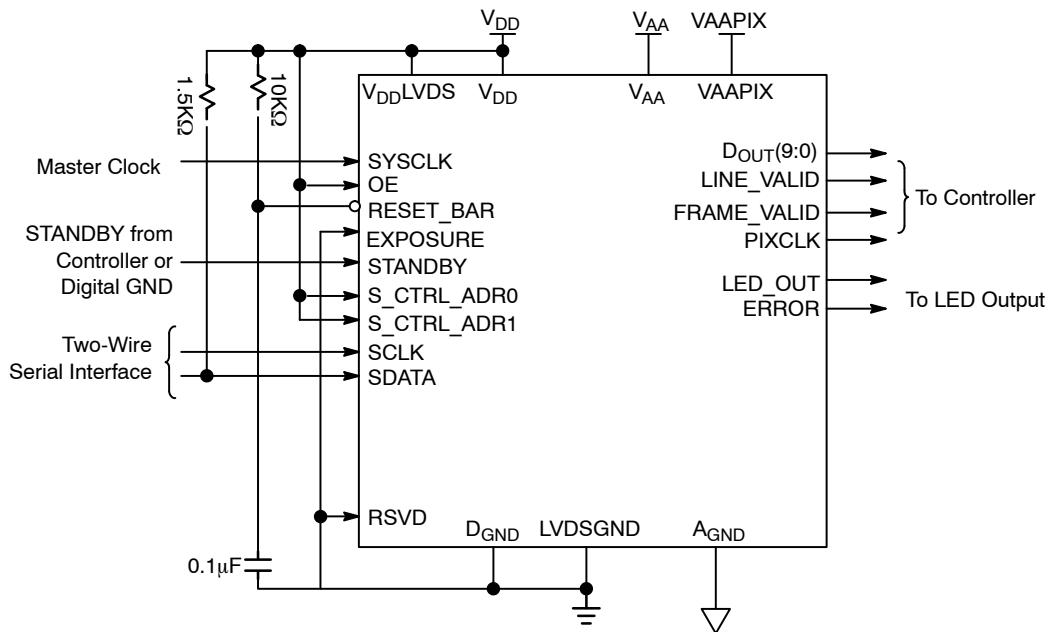 VDD
VAA
VAAPIX
1.5KΩ
10KΩ
VDDLVDS
VDD
VAA
VAAPIX
Master Clock
SYSCLK
OE
RESET_BAR
EXPOSURE
STANDBY from
Controller or
Digital GND
STANDBY
S_CTRL_ADR0
S_CTRL_ADR1
Two-Wire
Serial Interface
SCLK
SDATA
RSVD
DOUT(9:0)
LINE_VALID
FRAME_VALID
PIXCLK
To Controller
LED_OUT
ERROR
To LED Output
DGND
LVDSGND
AGND
0.1μF